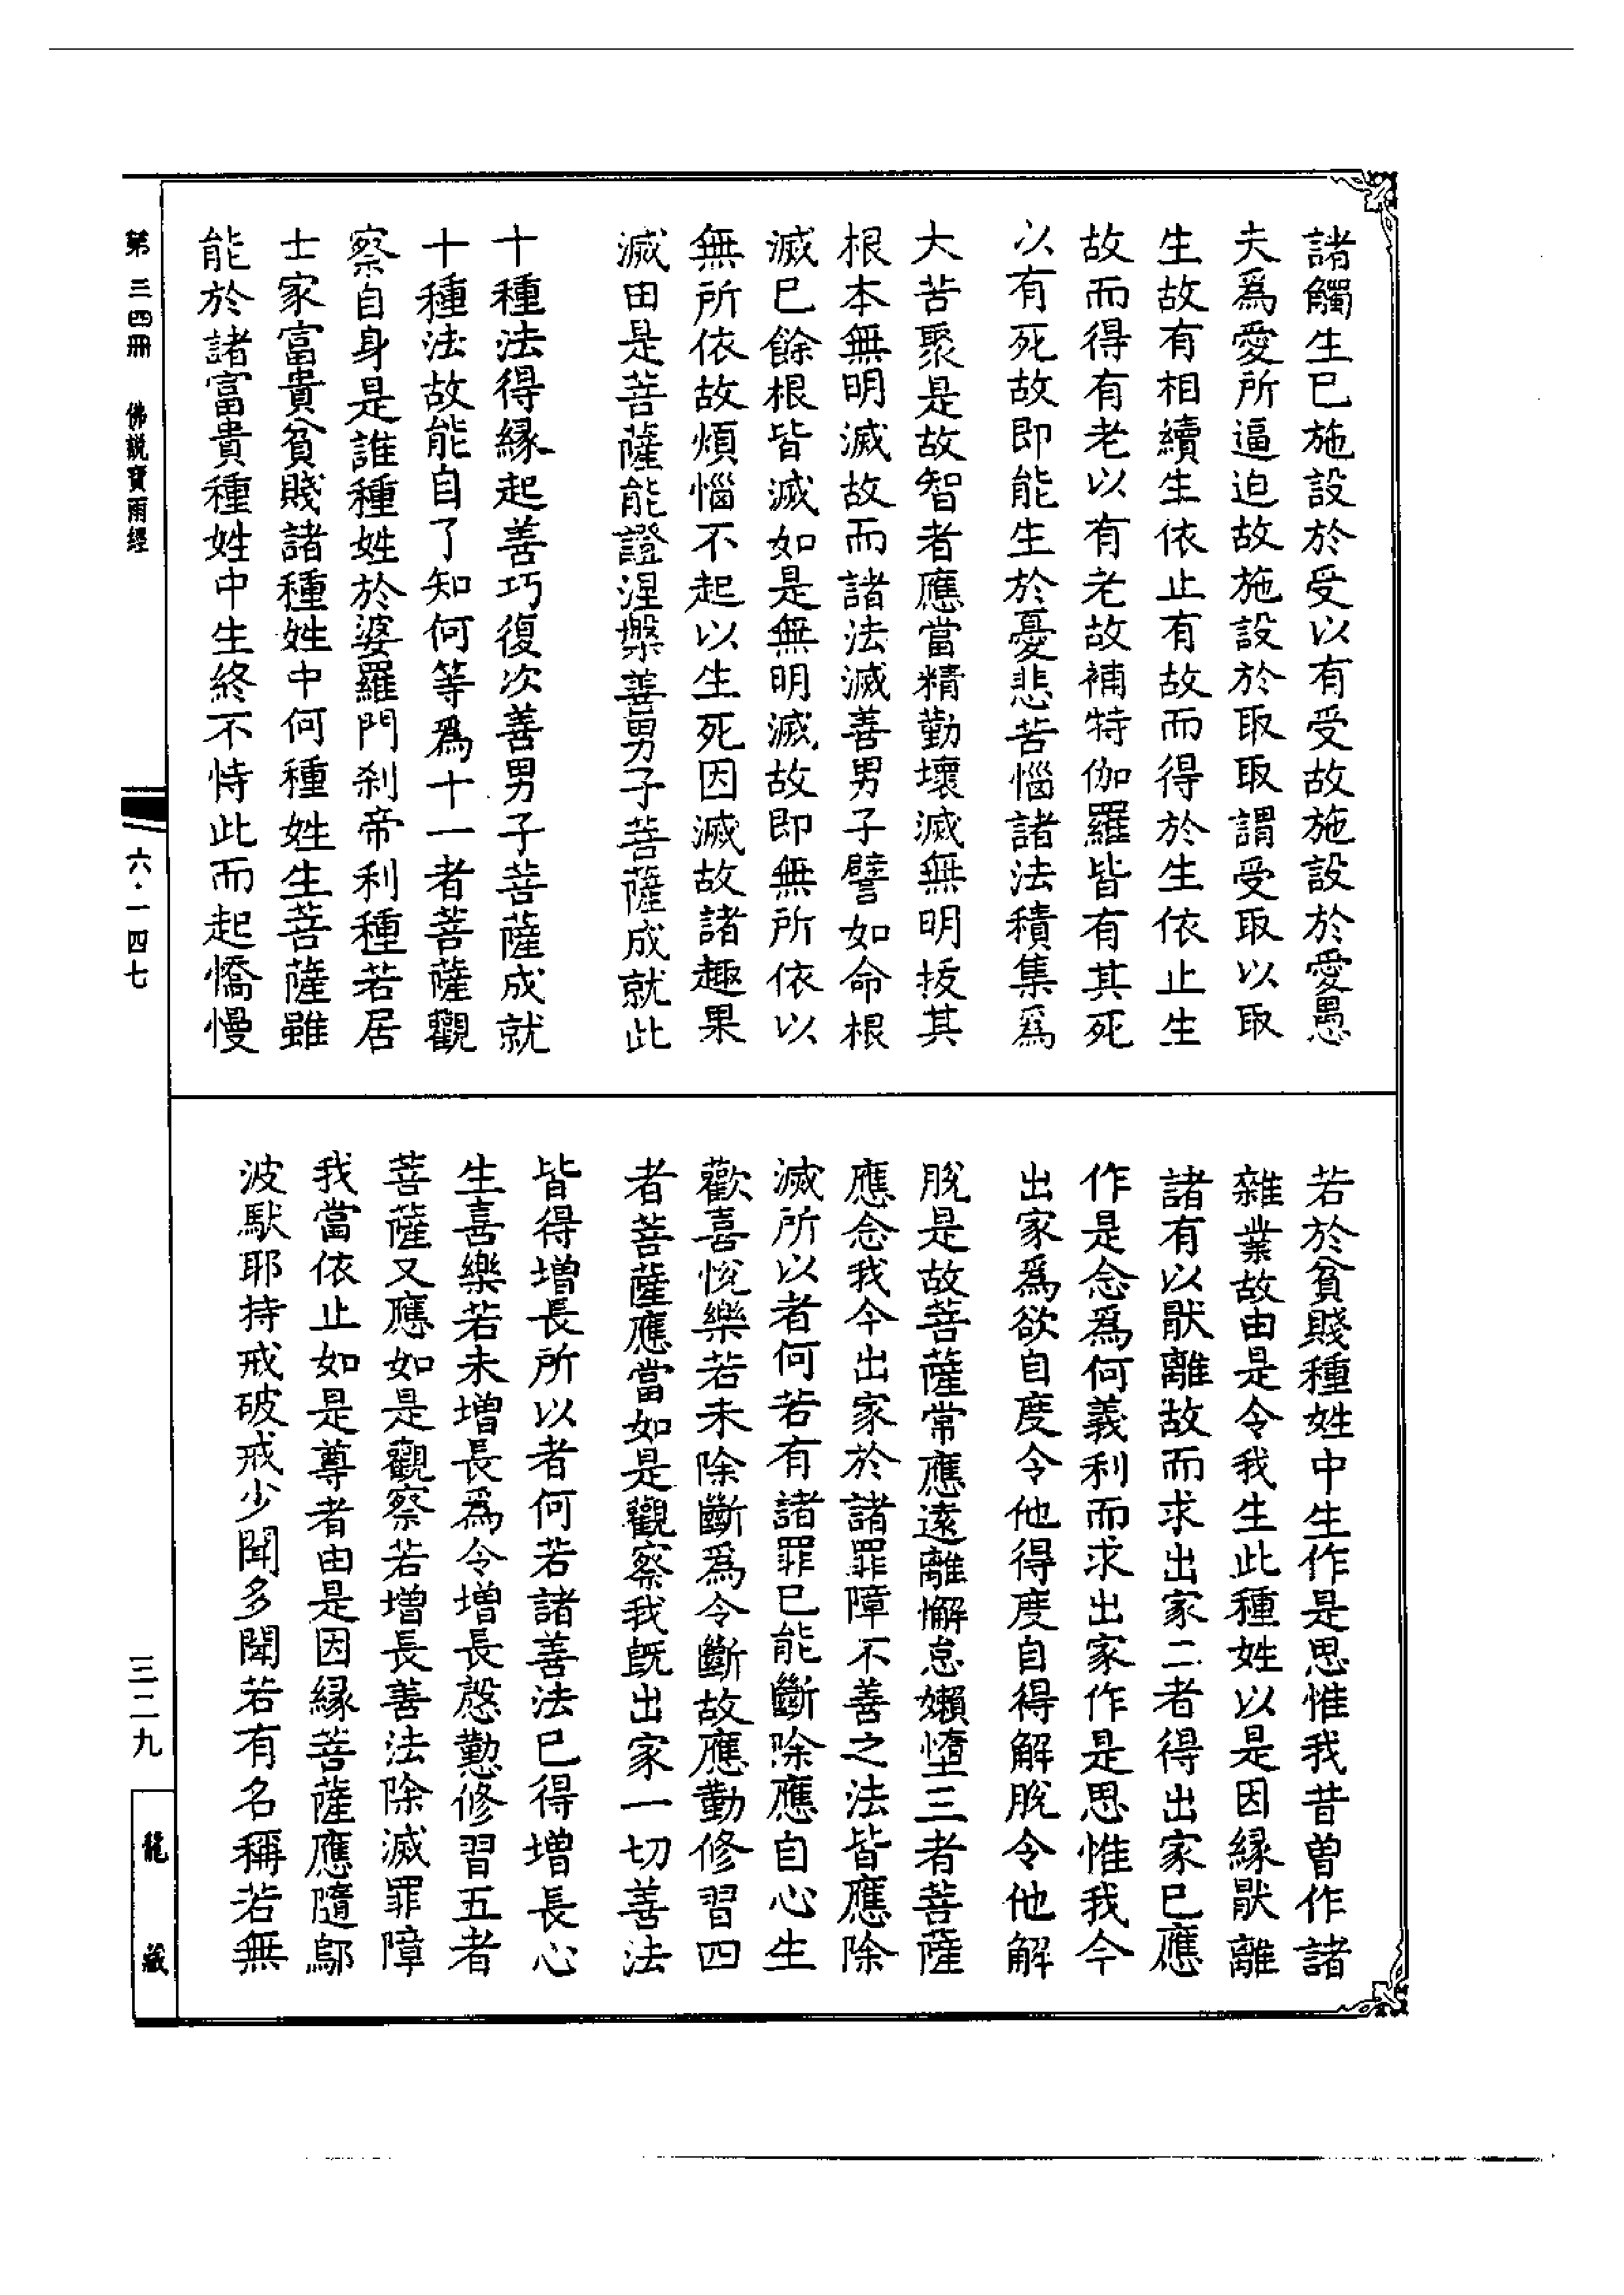 諸觸生已施設於受以有受故施設於愛愚
夫爲愛所逼迫故施設於取取謂受取以取
生故有相續生依止有故而得於生依止生
故而得有老以有老故補特伽羅皆有其死
以有死故即能生於憂悲苦惱諸法積集爲
大苦聚是故智者應當精勤壞滅無明拔其
根本無明滅故而諸法滅善男子譬如命根
滅已餘根皆滅如是無明滅故即無所依以
無所依故煩惱不起以生死因滅故諸趣果
滅由是菩薩能證涅槃善男子菩薩成就此
十種法得緣起善巧復次善男子菩薩成就
十種法故能自了知何等爲十一者菩薩觀
察自身是誰種姓於婆羅門刹帝利種若居
士家富貴貧賤諸種姓中何種姓生菩薩雖
能於諸富貴種姓中生終不恃此而起憍慢
若於貧賤種姓中生作是思惟我昔曾作諸
雜業故由是令我生此種姓以是因緣猒離
諸有以猒離故而求出家二者得出家已應
作是念爲何義利而求出家作是思惟我今
出家爲欲自度令他得度自得解脫令他解
脫是故菩薩常應遠離懈怠嬾惰三者菩薩
應念我今出家於諸罪障不善之法皆應除
滅所以者何若有諸罪已能斷除應自心生
歡喜悅樂若未除斷爲令斷故應勤修習四
者菩薩應當如是觀察我既出家一切善法
皆得增長所以者何若諸善法已得增長心
生喜樂若未增長爲令增長慇懃修習五者
菩薩又應如是觀察若增長善法除滅罪障
我當依止如是尊者由是因緣菩薩應隨鄔
波馱耶持戒破戒少聞多聞若有名稱若無
第三四冊 佛説寶雨經
六·一四七
三二九
龍藏